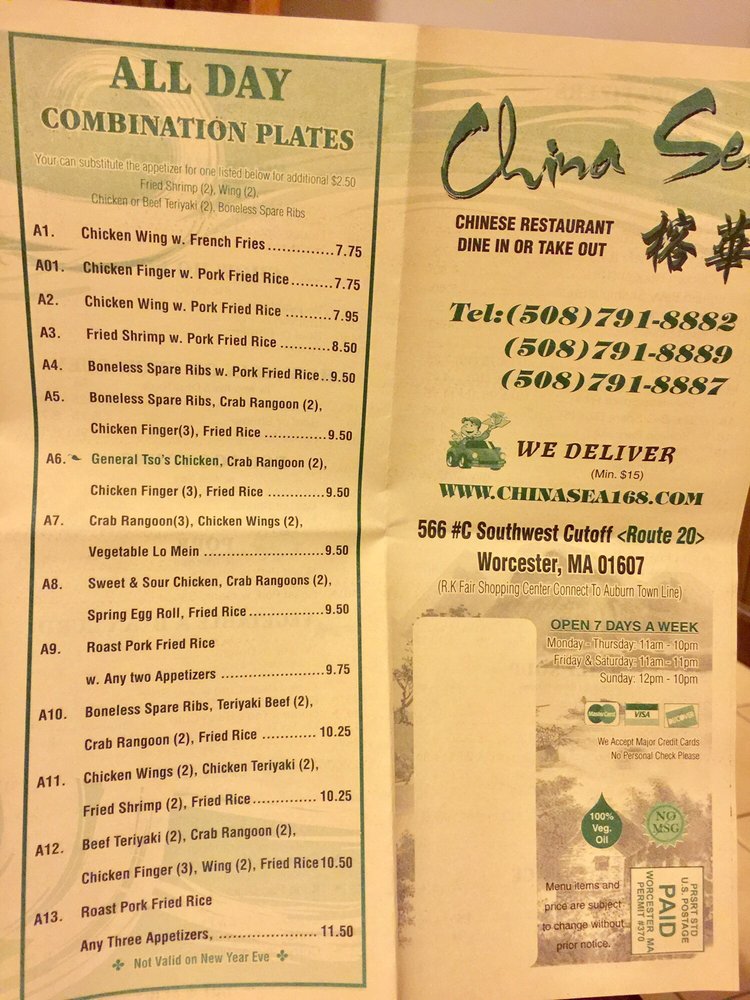 ALL DAY
COMBINATION PLATES
Your can substitute the appetizer for one listed below for additional $2.50
Fried Shrimp (2), Wing (2),
Chicken or Beef Teriyaki (2), Boneless Spare Ribs
A1. Chicken Wing w. French Fries..............7.75
A01. Chicken Finger w. Pork Fried Rice.........7.75
A2. Chicken Wing w. Pork Fried Rice ..........7.95
A3. Fried Shrimp w. Pork Fried Rice ...........8.50
A4. Boneless Spare Ribs w. Pork Fried Rice..9.50
A5. Boneless Spare Ribs, Crab Rangoon (2),
Chicken Finger(3), Fried Rice ..............9.50
A6. General Tso's Chicken, Crab Rangoon (2),
Chicken Finger (3), Fried Rice .............9.50
A7. Crab Rangoon(3), Chicken Wings (2),
Vegetable Lo Mein ...........................9.50
A8. Sweet & Sour Chicken, Crab Rangoons (2),
Spring Egg Roll, Fried Rice.................9.50
A9. Roast Pork Fried Rice
w. Any two Appetizers .......................9.75
A10. Boneless Spare Ribs, Teriyaki Beef (2),
Crab Rangoon (2), Fried Rice ............ 10.25
A11. Chicken Wings (2), Chicken Teriyaki (2),
Fried Shrimp (2), Fried Rice............. 10.25
A12. Beef Teriyaki (2), Crab Rangoon (2),
Chicken Finger (3), Wing (2), Fried Rice 10.50
A13. Roast Pork Fried Rice
Any Three Appetizers, .................... 11.50
Not Valid on New Year Eve
China Se
CHINESE RESTAURANT
DINE IN OR TAKE OUT
榕華
Tel:(508)791-8882
(508)791-8889
(508)791-8887
WE DELIVER
(Min. $15)
WWW.CHINASEA168.COM
566 #C Southwest Cutoff <Route 20>
Worcester, MA 01607
(R.K Fair Shopping Center Connect To Auburn Town Line)
OPEN 7 DAYS A WEEK
Monday - Thursday: 11am - 10pm
Friday & Saturday: 11am - 11pm
Sunday: 12pm - 10pm
MasterCard VISA
We Accept Major Credit Cards
No Personal Check Please
100%
Veg.
Oil
NO
MSG
Menu items and
price are subject
to change without
prior notice.
PRSRT STD
U.S. POSTAGE
PAID
WORCESTER, MA
PERMIT #370